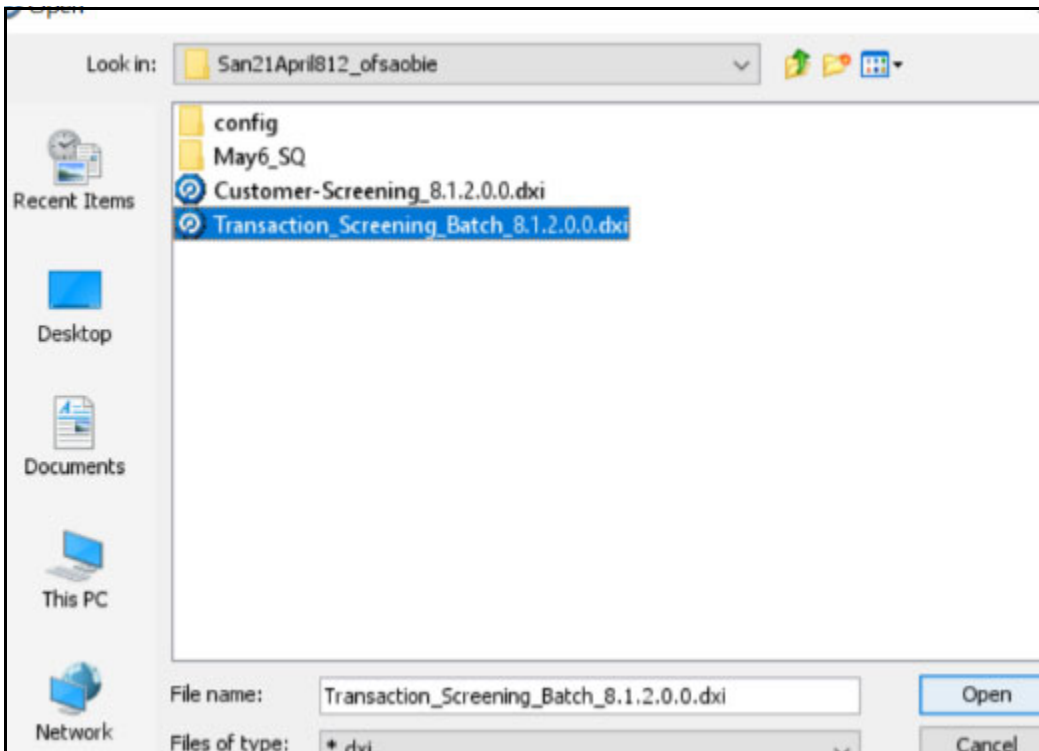 Open
Look in:
San21April812_ofsaobie
config
May6_SQ
Customer-Screening_8.1.2.0.0.dxi
Transaction_Screening_Batch_8.1.2.0.0.dxi
Recent Items
Desktop
Documents
This PC
Network
File name:
Transaction_Screening_Batch_8.1.2.0.0.dxi
Open
Files of type:
*.dxi
Cancel